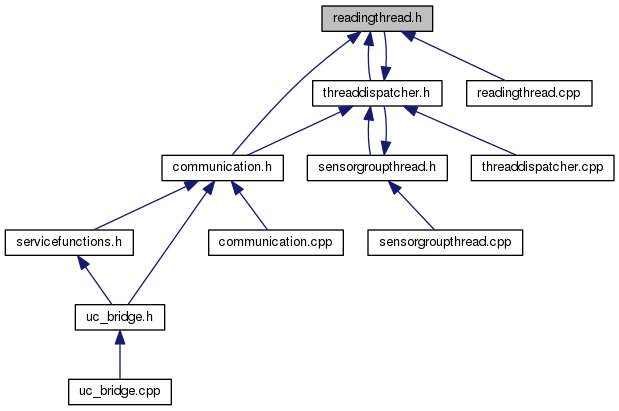 readingthread.h
threaddispatcher.h
readingthread.cpp
communication.h
sensorgroupthread.h
threaddispatcher.cpp
servicefunctions.h
communication.cpp
sensorgroupthread.cpp
uc_bridge.h
uc_bridge.cpp